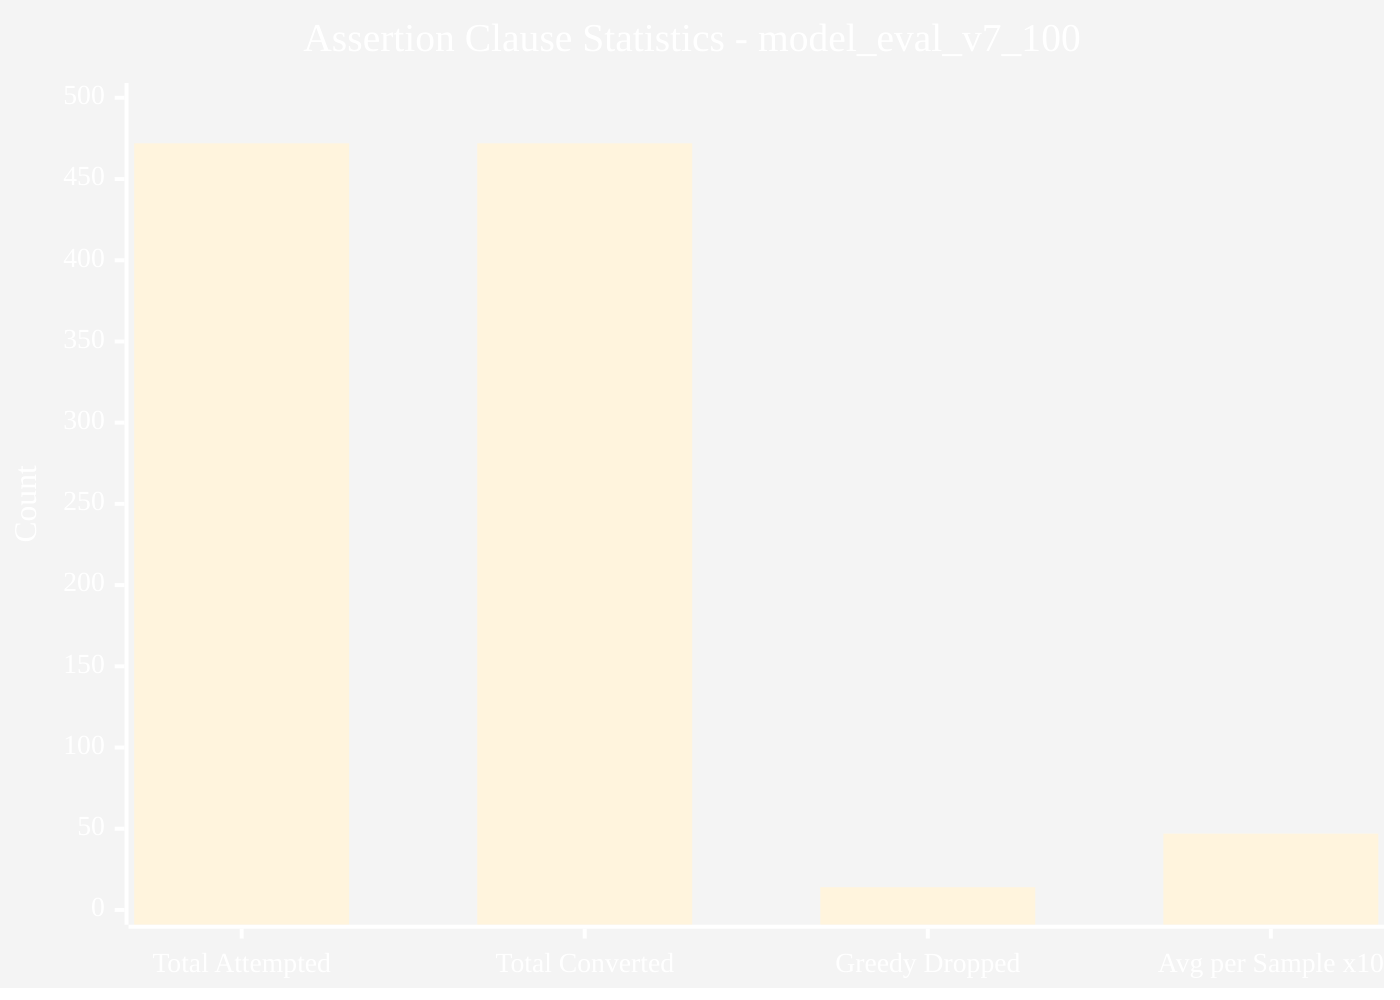 Assertion Clause Statistics - model_eval_v7_100
500
450
400
350
300
250
200
150
100
50
0
Count
Total Attempted
Total Converted
Greedy Dropped
Avg per Sample x10